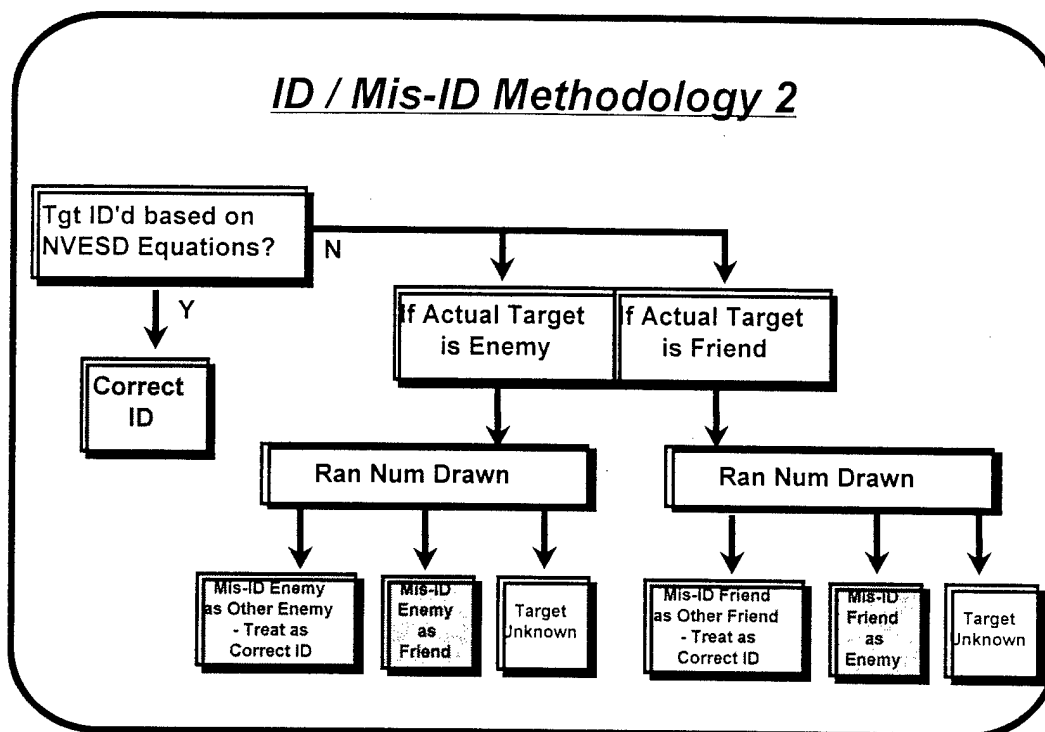 ID / Mis-ID Methodology 2
Tgt ID'd based on
NVESD Equations?
N
Y
Correct
ID
If Actual Target
is Enemy
If Actual Target
is Friend
Ran Num Drawn
Ran Num Drawn
Mis-ID Enemy
as Other Enemy
- Treat as
Correct ID
Mis-ID
Enemy
as
Friend
Target
Unknown
Mis-ID Friend
as Other Friend
- Treat as
Correct ID
Mis-ID
Friend
as
Enemy
Target
Unknown